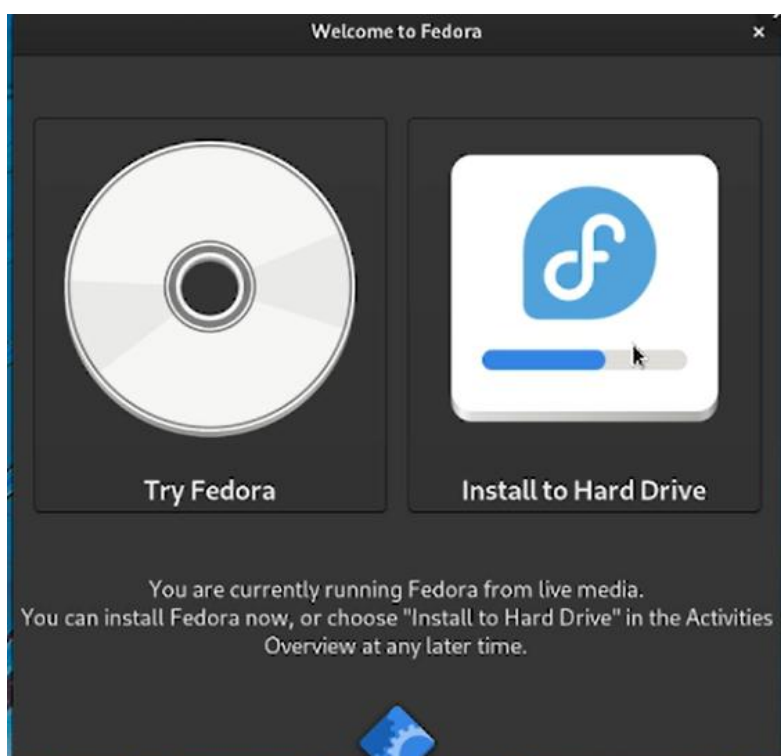 Welcome to Fedora
Try Fedora
Install to Hard Drive
You are currently running Fedora from live media.
You can install Fedora now, or choose "Install to Hard Drive" in the Activities
Overview at any later time.